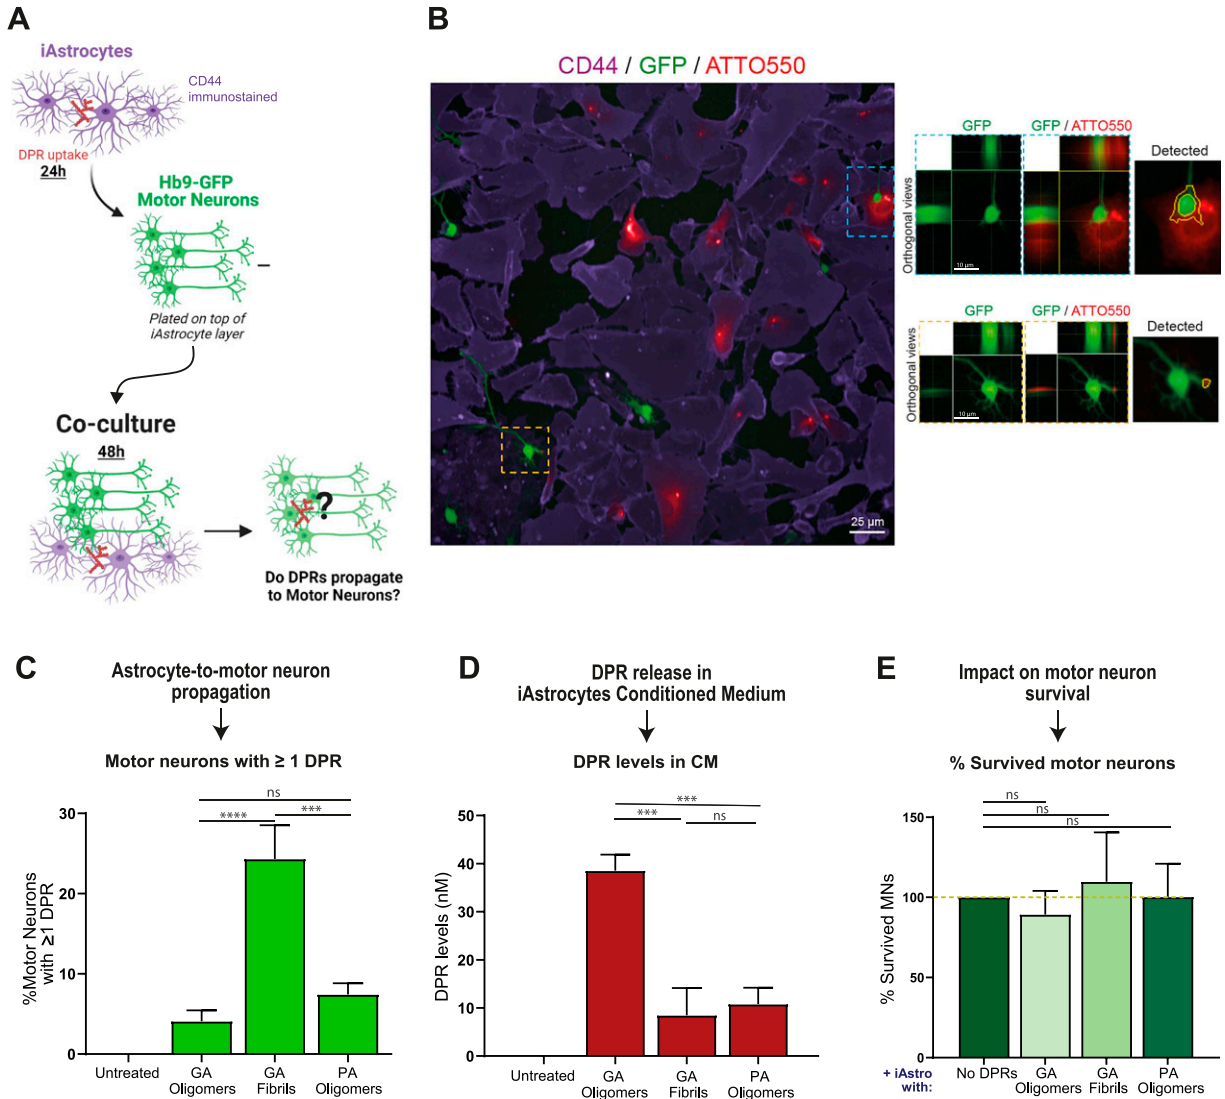 A
iAstrocytes
CD44
immunostained
DPR uptake
24h
Hb9-GFP
Motor Neurons
Plated on top of
iAstrocyte layer
Co-culture
48h
?
Do DPRs propagate
to Motor Neurons?
B
CD44 / GFP / ATTO550
25 µm
GFP
GFP / ATTO550
Detected
Orthogonal views
10 µm
GFP
GFP / ATTO550
Detected
Orthogonal views
10 µm
C
Astrocyte-to-motor neuron
propagation
Motor neurons with ≥ 1 DPR
ns
****
***
%Motor Neurons
with ≥1 DPR
30
20
10
0
Untreated
GA
Oligomers
GA
Fibrils
PA
Oligomers
D
DPR release in
iAstrocytes Conditioned Medium
DPR levels in CM
***
***
ns
DPR levels (nM)
50
40
30
20
10
0
Untreated
GA
Oligomers
GA
Fibrils
PA
Oligomers
E
Impact on motor neuron
survival
% Survived motor neurons
ns
ns
ns
% Survived MNs
150
100
50
0
+ iAstro
with:
No DPRs
GA
Oligomers
GA
Fibrils
PA
Oligomers